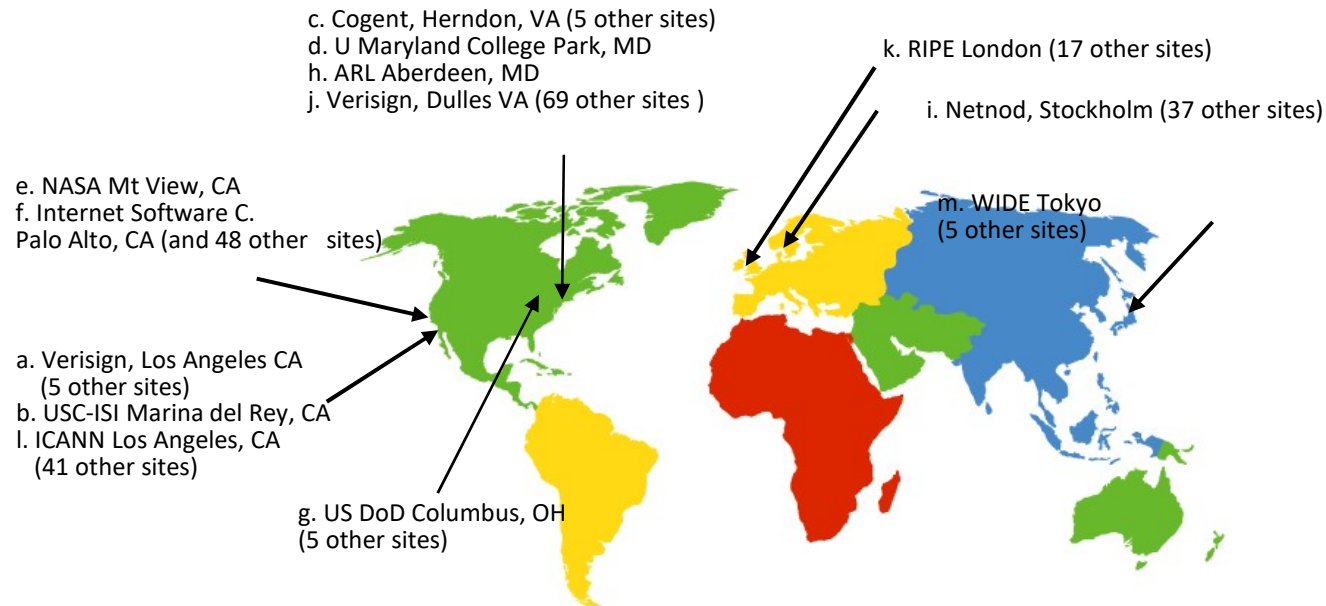 c. Cogent, Herndon, VA (5 other sites)
d. U Maryland College Park, MD
h. ARL Aberdeen, MD
j. Verisign, Dulles VA (69 other sites )
k. RIPE London (17 other sites)
i. Netnod, Stockholm (37 other sites)
e. NASA Mt View, CA
f. Internet Software C.
Palo Alto, CA (and 48 other sites)
m. WIDE Tokyo
(5 other sites)
a. Verisign, Los Angeles CA
(5 other sites)
b. USC-ISI Marina del Rey, CA
l. ICANN Los Angeles, CA
(41 other sites)
g. US DoD Columbus, OH
(5 other sites)